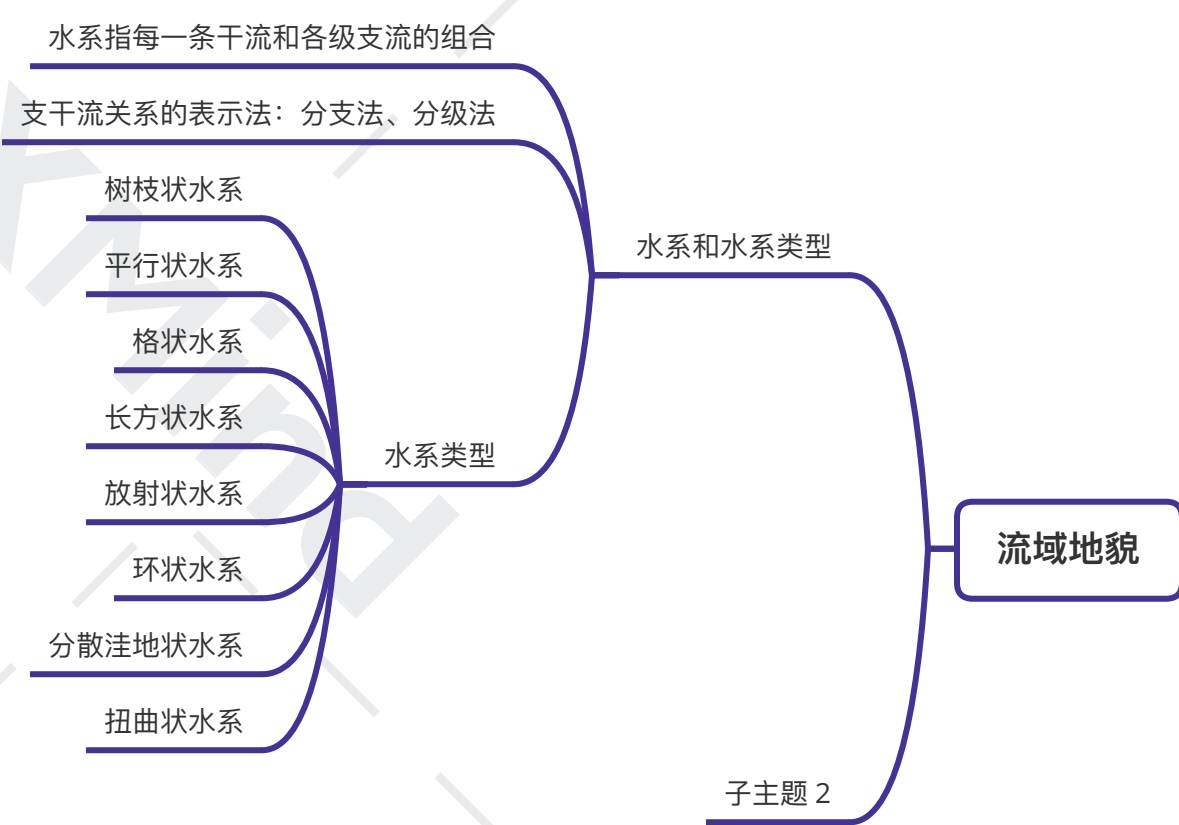 水系指每一条干流和各级支流的组合
支干流关系的表示法：分支法、分级法
树枝状水系
平行状水系
格状水系
长方状水系
放射状水系
环状水系
分散洼地状水系
扭曲状水系
水系类型
水系和水系类型
子主题 2
流域地貌
XMind